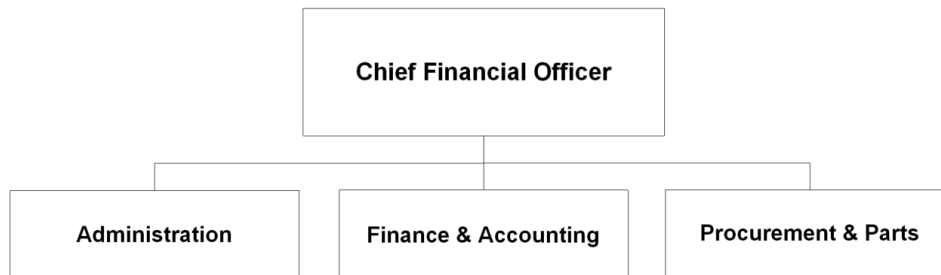 Chief Financial Officer
Administration
Finance & Accounting
Procurement & Parts